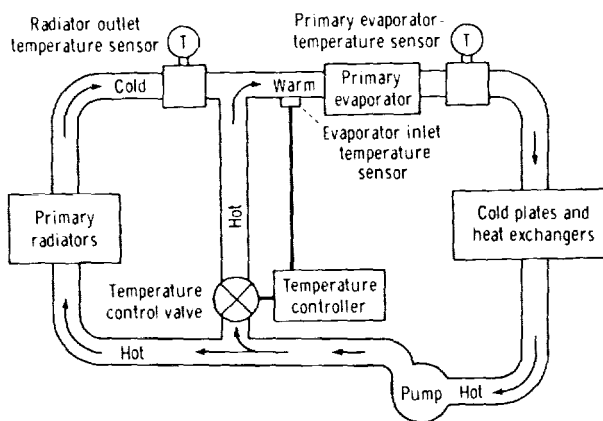 Radiator outlet
temperature sensor
T
Primary evaporator-
temperature sensor
T
Cold
Warm
Primary
evaporator
Evaporator inlet
temperature
sensor
Primary
radiators
Hot
Cold plates and
heat exchangers
Temperature
control valve
Temperature
controller
Hot
Pump
Hot